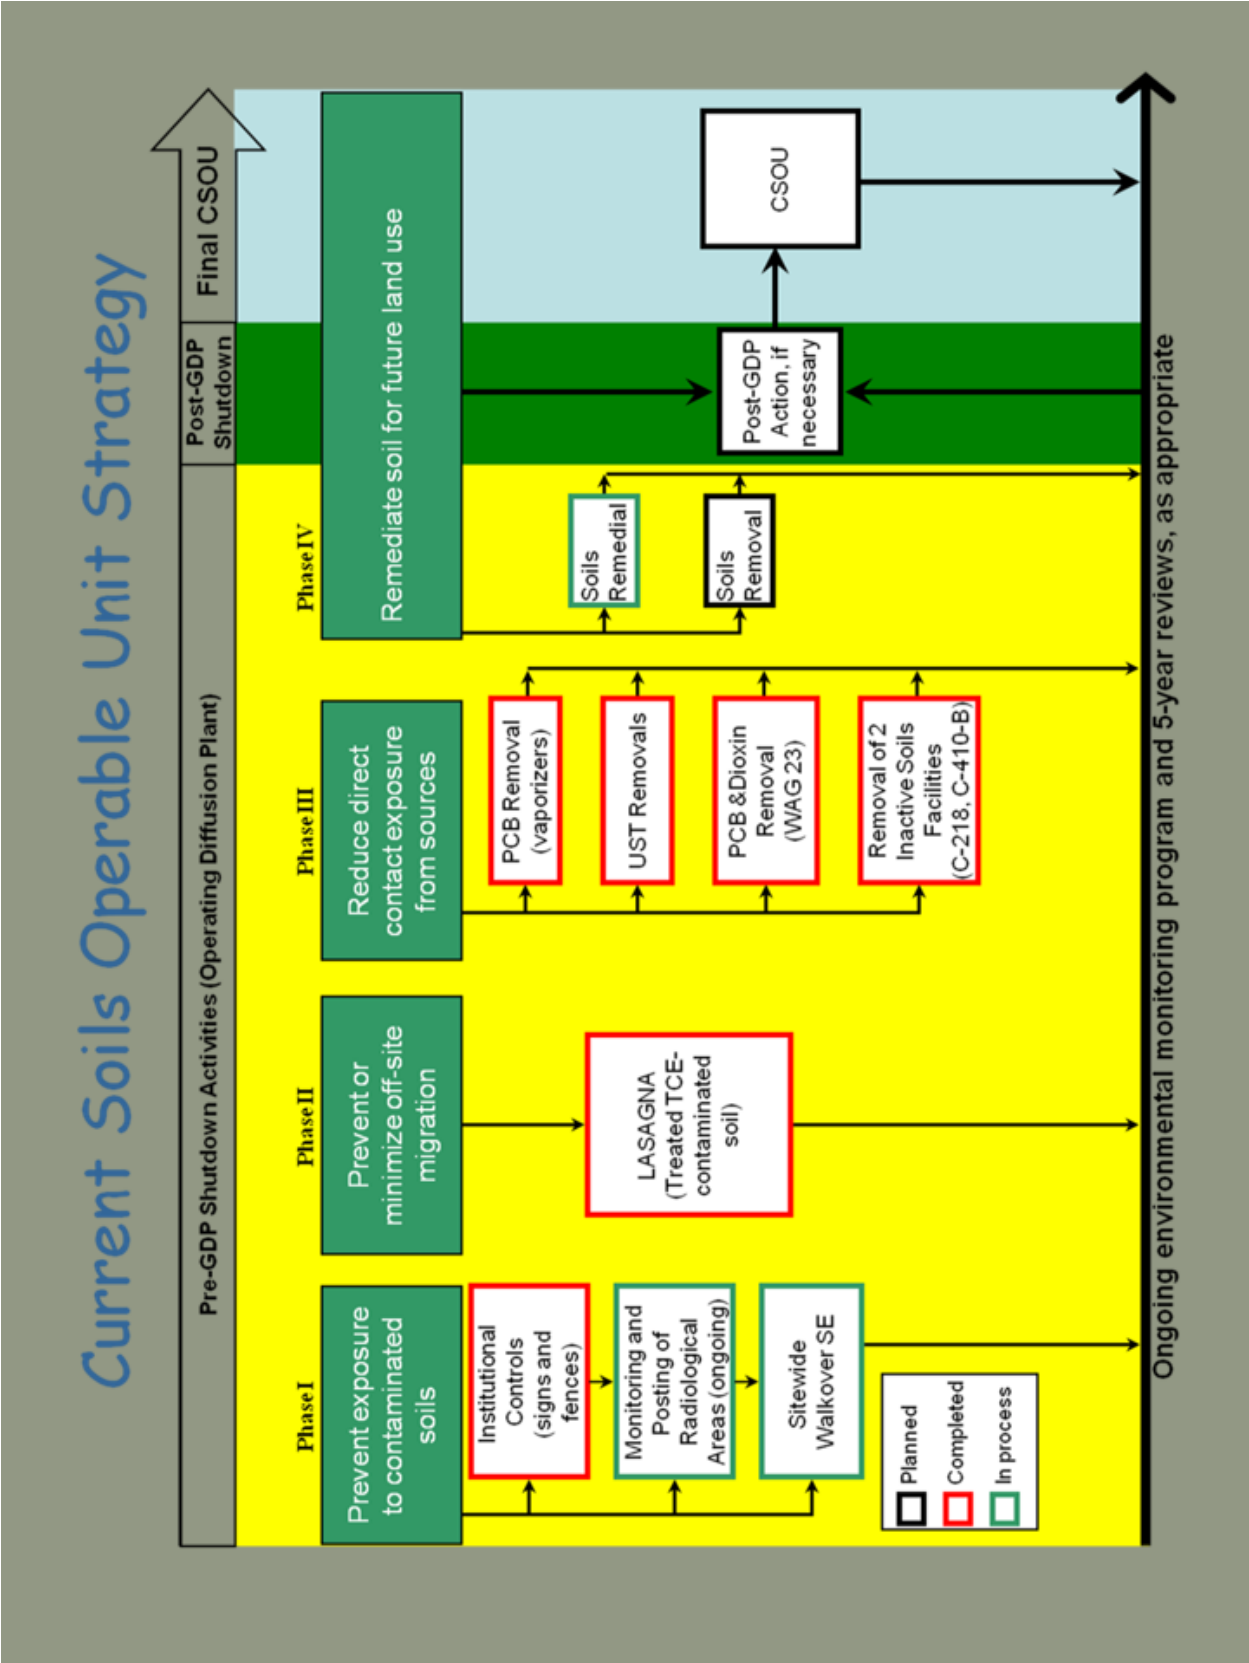 Current Soils Operable Unit Strategy
Pre-GDP Shutdown Activities (Operating Diffusion Plant)
Post-GDP
Shutdown
Final CSOU
Phase I
Prevent exposure
to contaminated
soils
Institutional
Controls
(signs and
fences)
Monitoring and
Posting of
Radiological
Areas (ongoing)
Sitewide
Walkover SE
Planned
Completed
In process
Phase II
Prevent or
minimize off-site
migration
LASAGNA
(Treated TCE-
contaminated
soil)
Phase III
Reduce direct
contact exposure
from sources
PCB Removal
(vaporizers)
UST Removals
PCB &Dioxin
Removal
(WAG 23)
Removal of 2
Inactive Soils
Facilities
(C-218, C-410-B)
Phase IV
Remediate soil for future land use
Soils
Remedial
Soils
Removal
Post-GDP
Action, if
necessary
CSOU
Ongoing environmental monitoring program and 5-year reviews, as appropriate